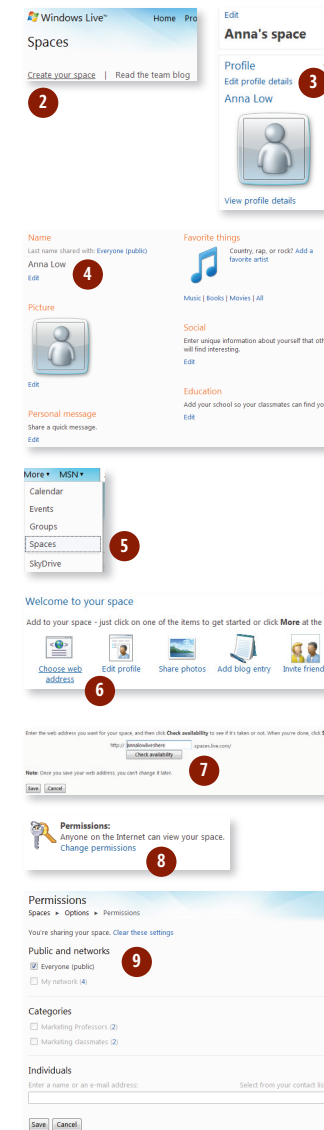 Windows Live™ Home Pro
Spaces
Create your space | Read the team blog
2
Edit
Anna's space
Profile
Edit profile details
3
Anna Low
View profile details
Name
Last name shared with: Everyone (public)
Anna Low
4
Edit
Picture
Edit
Personal message
Share a quick message.
Edit
Favorite things
Country, rap, or rock? Add a
favorite artist
Music | Books | Movies | All
Social
Enter unique information about yourself that oth
will find interesting.
Edit
Education
Add your school so your classmates can find yo
Edit
More MSN
Calendar
Events
Groups
Spaces
SkyDrive
5
Welcome to your space
Add to your space - just click on one of the items to get started or click More at the
Choose web
address
Edit profile
Share photos
Add blog entry
Invite friend
6
Enter the web address you want for your space, and then click Check availability to see if it's taken or not. When you're done, click S
http:// annalowliveshere .spaces.live.com/
Check availability
7
Note: Once you save your web address, you can't change it later.
Save Cancel
Permissions:
Anyone on the Internet can view your space.
Change permissions
8
Permissions
Spaces ▸ Options ▸ Permissions
You're sharing your space. Clear these settings
Public and networks
9
Everyone (public)
My network (4)
Categories
Marketing Professors (2)
Marketing classmates (2)
Individuals
Enter a name or an e-mail address: Select from your contact lis
Save Cancel